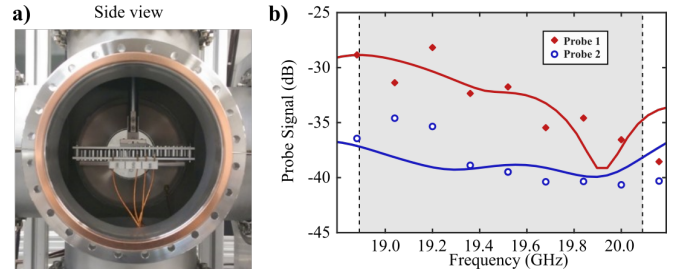 a)
Side view
b)
-25
-30
-35
-40
-45
Probe Signal (dB)
Probe 1
Probe 2
19.0 19.2 19.4 19.6 19.8 20.0
Frequency (GHz)